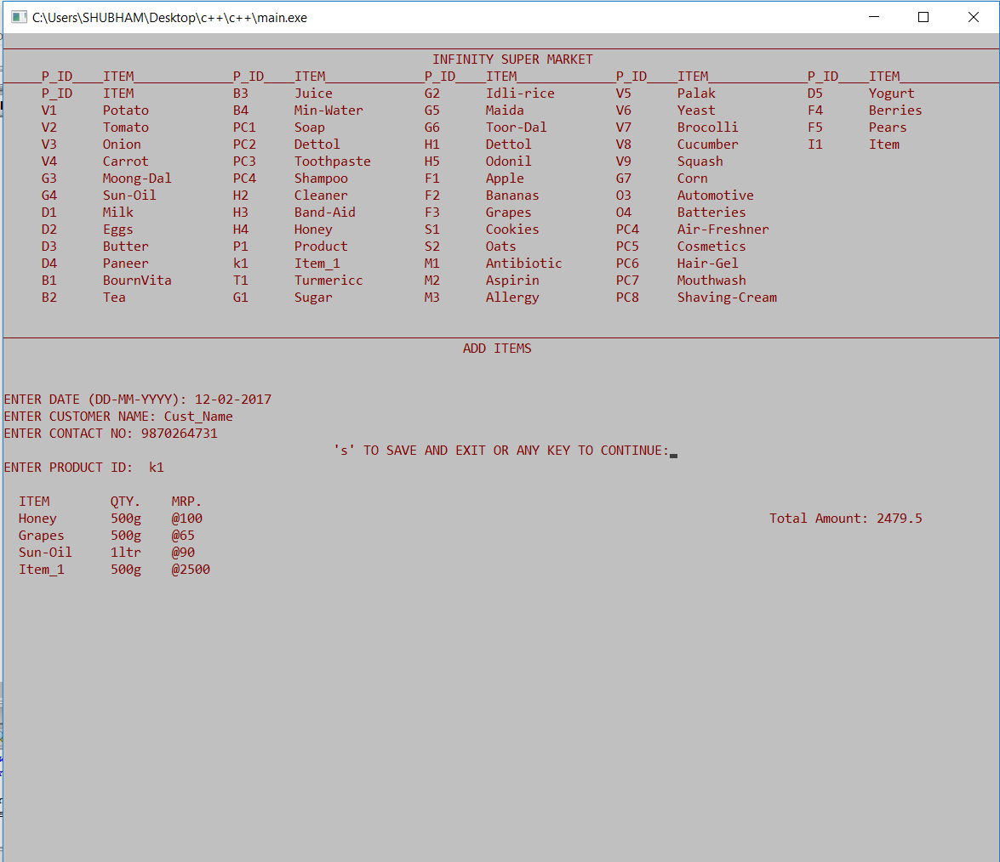 C:\Users\SHUBHAM\Desktop\c++\c++\main.exe
INFINITY SUPER MARKET
P_ID ITEM P_ID ITEM P_ID ITEM P_ID ITEM P_ID ITEM
P_ID ITEM B3 Juice G2 Idli-rice V5 Palak D5 Yogurt
V1 Potato B4 Min-Water G5 Maida V6 Yeast F4 Berries
V2 Tomato PC1 Soap G6 Toor-Dal V7 Brocolli F5 Pears
V3 Onion PC2 Dettol H1 Dettol V8 Cucumber I1 Item
V4 Carrot PC3 Toothpaste H5 Odonil V9 Squash
G3 Moong-Dal PC4 Shampoo F1 Apple G7 Corn
G4 Sun-Oil H2 Cleaner F2 Bananas O3 Automotive
D1 Milk H3 Band-Aid F3 Grapes O4 Batteries
D2 Eggs H4 Honey S1 Cookies PC4 Air-Freshner
D3 Butter P1 Product S2 Oats PC5 Cosmetics
D4 Paneer k1 Item_1 M1 Antibiotic PC6 Hair-Gel
B1 BournVita T1 Turmericc M2 Aspirin PC7 Mouthwash
B2 Tea G1 Sugar M3 Allergy PC8 Shaving-Cream
ADD ITEMS
ENTER DATE (DD-MM-YYYY): 12-02-2017
ENTER CUSTOMER NAME: Cust_Name
ENTER CONTACT NO: 9870264731
's' TO SAVE AND EXIT OR ANY KEY TO CONTINUE:
ENTER PRODUCT ID: k1
ITEM QTY. MRP.
Honey 500g @100 Total Amount: 2479.5
Grapes 500g @65
Sun-Oil 1ltr @90
Item_1 500g @2500